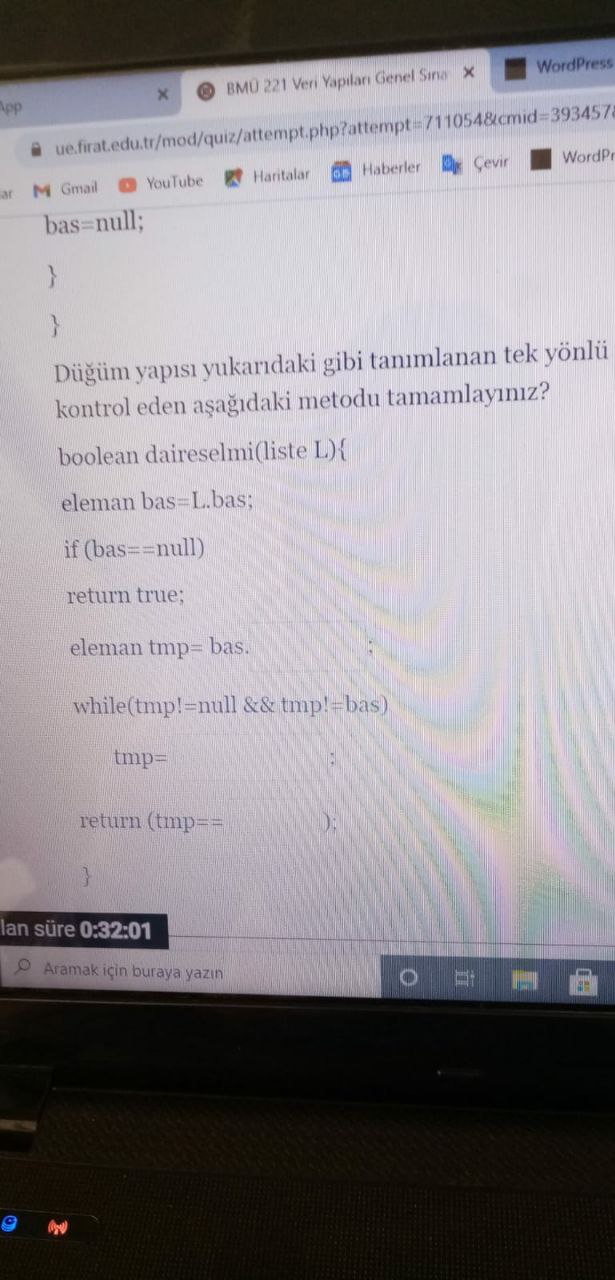 App
BMÜ 221 Veri Yapıları Genel Sına
WordPress
ue.firat.edu.tr/mod/quiz/attempt.php?attempt=711054&cmid=393457&
ar Gmail YouTube Haritalar Haberler Çevir WordPr
bas=null;
}
}
Düğüm yapısı yukarıdaki gibi tanımlanan tek yönlü
kontrol eden aşağıdaki metodu tamamlayınız?
boolean daireselmi(liste L){
eleman bas=L.bas;
if (bas==null)
return true;
eleman tmp= bas. ;
while(tmp!=null && tmp!=bas)
tmp= ;
return (tmp== );
}
lan süre 0:32:01
Aramak için buraya yazın